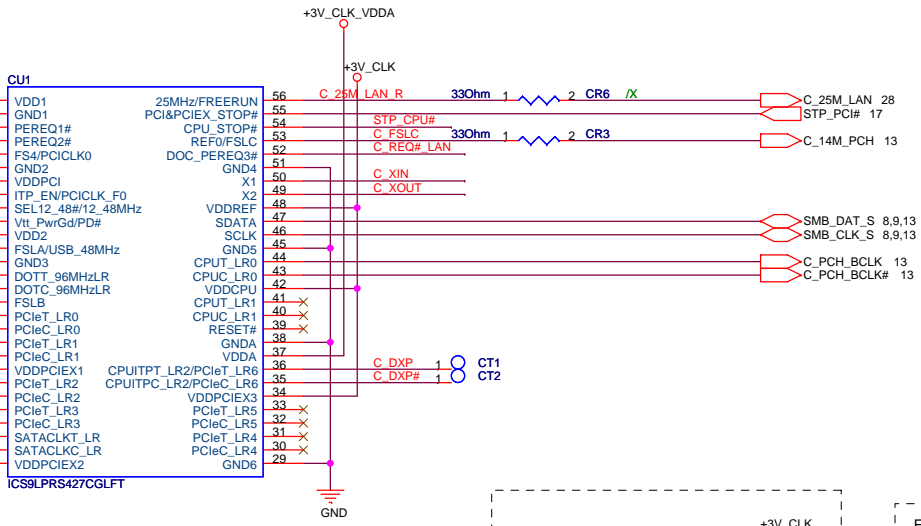 +3V_CLK_VDDA
+3V_CLK
CU1
VDD1 25MHz/FREERUN 56 C_25M_LAN_R 33Ohm 1 2 CR6 /X C_25M_LAN 28
GND1 PCI&PCIEX_STOP# 55 STP_PCI# 17
PEREQ1# CPU_STOP# 54 STP_CPU#
PEREQ2# REF0/FSLC 53 C_FSLC 33Ohm 1 2 CR3 C_14M_PCH 13
FS4/PCICLK0 DOC_PEREQ3# 52 C_REQ#_LAN
GND2 GND4 51
VDDPCI X1 50 C_XIN
ITP_EN/PCICLK_F0 X2 49 C_XOUT
SEL12_48#/12_48MHz VDDREF 48
Vtt_PwrGd/PD# SDATA 47 SMB_DAT_S 8,9,13
VDD2 SCLK 46 SMB_CLK_S 8,9,13
FSLA/USB_48MHz GND5 45
GND3 CPUT_LR0 44 C_PCH_BCLK 13
DOTT_96MHzLR CPUC_LR0 43 C_PCH_BCLK# 13
DOTC_96MHzLR VDDCPU 42
FSLB CPUT_LR1 41
PCIeT_LR0 CPUC_LR1 40
PCIeC_LR0 RESET# 39
PCIeT_LR1 GNDA 38
PCIeC_LR1 VDDA 37
VDDPCIEX1 CPUITPT_LR2/PCIeT_LR6 36 C_DXP 1 CT1
PCIeT_LR2 CPUITPC_LR2/PCIeC_LR6 35 C_DXP# 1 CT2
PCIeC_LR2 VDDPCIEX3 34
PCIeT_LR3 PCIeT_LR5 33
PCIeC_LR3 PCIeC_LR5 32
SATACLKT_LR PCIeT_LR4 31
SATACLKC_LR PCIeC_LR4 30
VDDPCIEX2 GND6 29
ICS9LPRS427CGLFT
GND
+3V_CLK